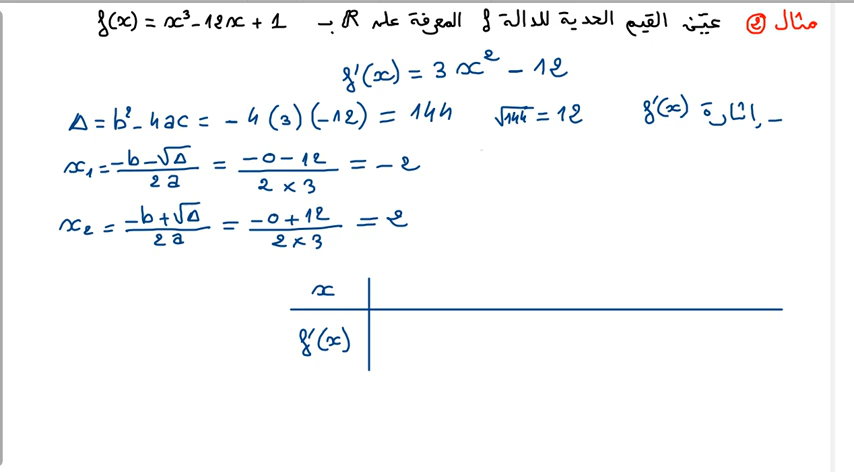 مثال ② عيّن القيم الحدية للدالة f المعرفة على ℝ بـ f(x) = x³ - 12x + 1
f'(x) = 3x² - 12
- إشارة f'(x)
Δ = b² - 4ac = -4(3)(-12) = 144 √144 = 12
x₁ = (-b - √Δ)/(2a) = (-0 - 12)/(2 × 3) = -2
x₂ = (-b + √Δ)/(2a) = (-0 + 12)/(2 × 3) = 2
x
f'(x)